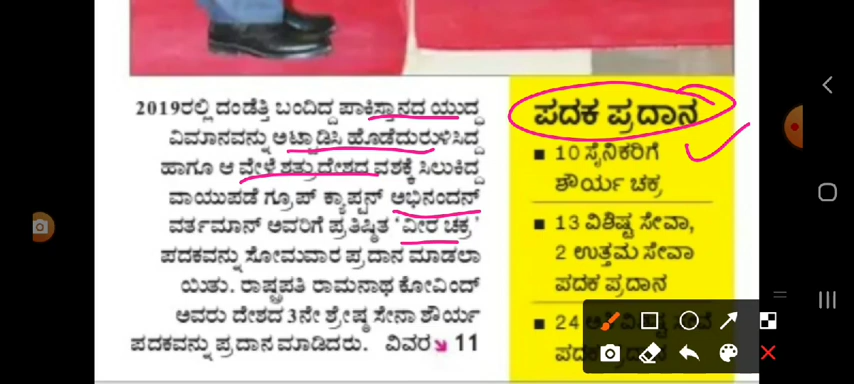 2019ರಲ್ಲಿ ದಂಡೆತ್ತಿ ಬಂದಿದ್ದ ಪಾಕಿಸ್ತಾನದ ಯುದ್ಧ
ವಿಮಾನವನ್ನು ಅಟ್ಟಾಡಿಸಿ ಹೊಡೆದುರುಳಿಸಿದ್ದ
ಹಾಗೂ ಆ ವೇಳೆ ಶತ್ರುದೇಶದ ವಶಕ್ಕೆ ಸಿಲುಕಿದ್ದ
ವಾಯುಪಡೆ ಗ್ರೂಪ್ ಕ್ಯಾಪ್ಟನ್ ಅಭಿನಂದನ್
ವರ್ತಮಾನ್ ಅವರಿಗೆ ಪ್ರತಿಷ್ಠಿತ ‘ವೀರ ಚಕ್ರ’
ಪದಕವನ್ನು ಸೋಮವಾರ ಪ್ರದಾನ ಮಾಡಲಾ
ಯಿತು. ರಾಷ್ಟ್ರಪತಿ ರಾಮನಾಥ ಕೋವಿಂದ್
ಅವರು ದೇಶದ 3ನೇ ಶ್ರೇಷ್ಠ ಸೇನಾ ಶೌರ್ಯ
ಪದಕವನ್ನು ಪ್ರದಾನ ಮಾಡಿದರು. ವಿವರ 11
ಪದಕ ಪ್ರದಾನ
10 ಸೈನಿಕರಿಗೆ
ಶೌರ್ಯ ಚಕ್ರ
13 ವಿಶಿಷ್ಟ ಸೇವಾ,
2 ಉತ್ತಮ ಸೇವಾ
ಪದಕ ಪ್ರದಾನ
24